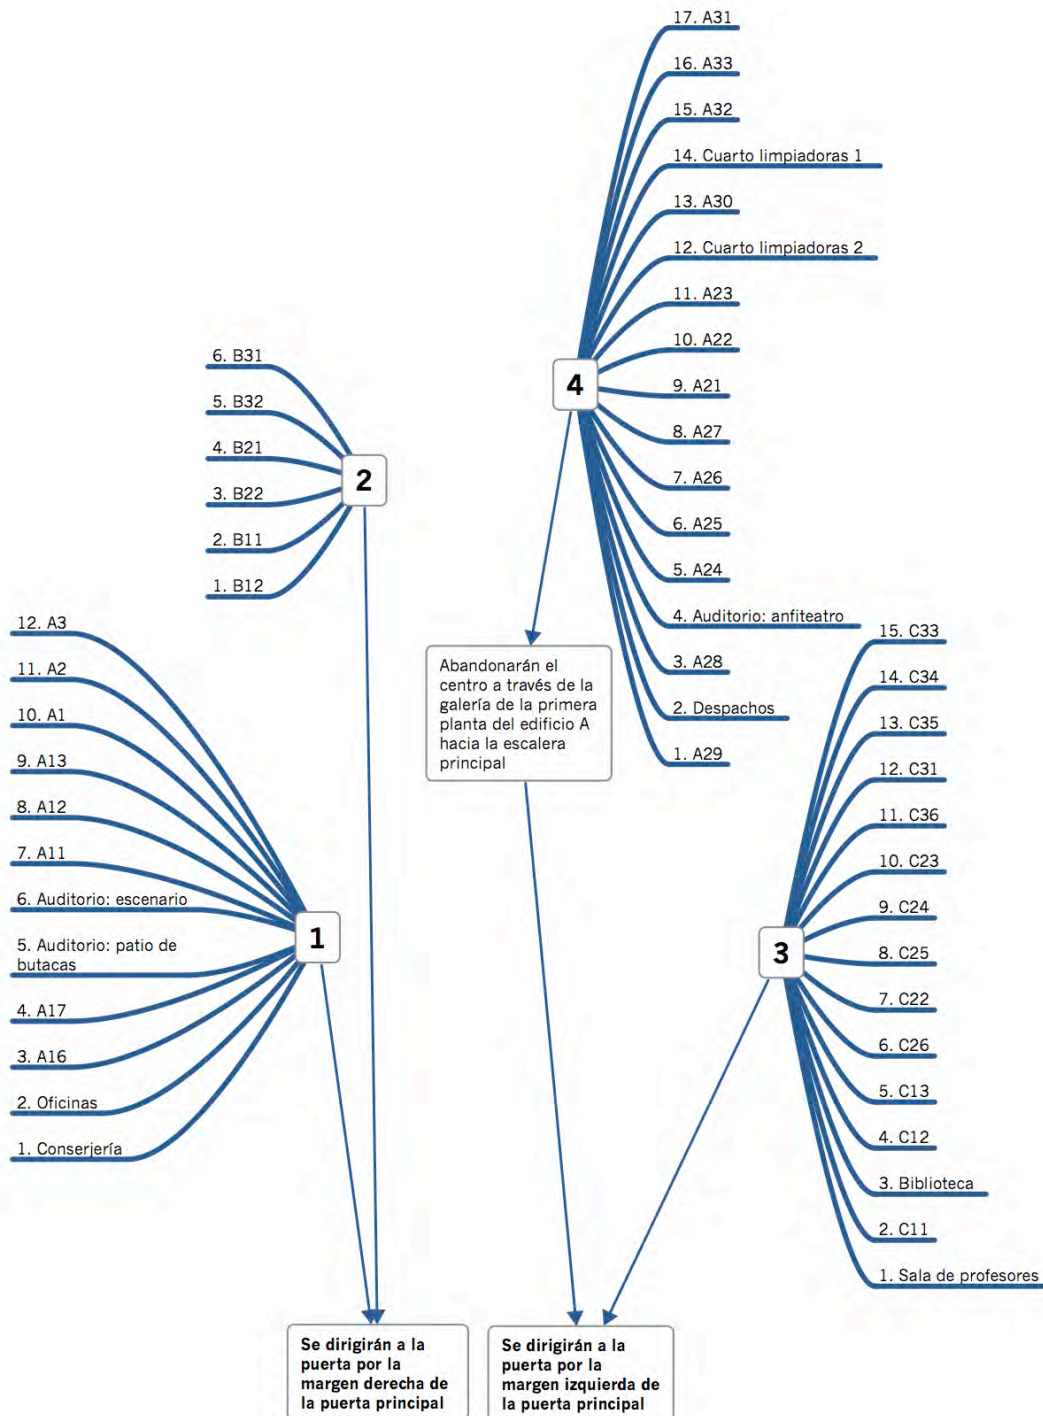 17. A31
16. A33
15. A32
14. Cuarto limpiadoras 1
13. A30
12. Cuarto limpiadoras 2
11. A23
10. A22
9. A21
8. A27
7. A26
6. A25
5. A24
4. Auditorio: anfiteatro
3. A28
2. Despachos
1. A29
4
6. B31
5. B32
4. B21
3. B22
2. B11
1. B12
2
Abandonarán el
centro a través de la
galería de la primera
planta del edificio A
hacia la escalera
principal
12. A3
11. A2
10. A1
9. A13
8. A12
7. A11
6. Auditorio: escenario
5. Auditorio: patio de
butacas
4. A17
3. A16
2. Oficinas
1. Conserjería
1
15. C33
14. C34
13. C35
12. C31
11. C36
10. C23
9. C24
8. C25
7. C22
6. C26
5. C13
4. C12
3. Biblioteca
2. C11
1. Sala de profesores
3
Se dirigirán a la
puerta por la
margen derecha de
la puerta principal
Se dirigirán a la
puerta por la
margen izquierda de
la puerta principal